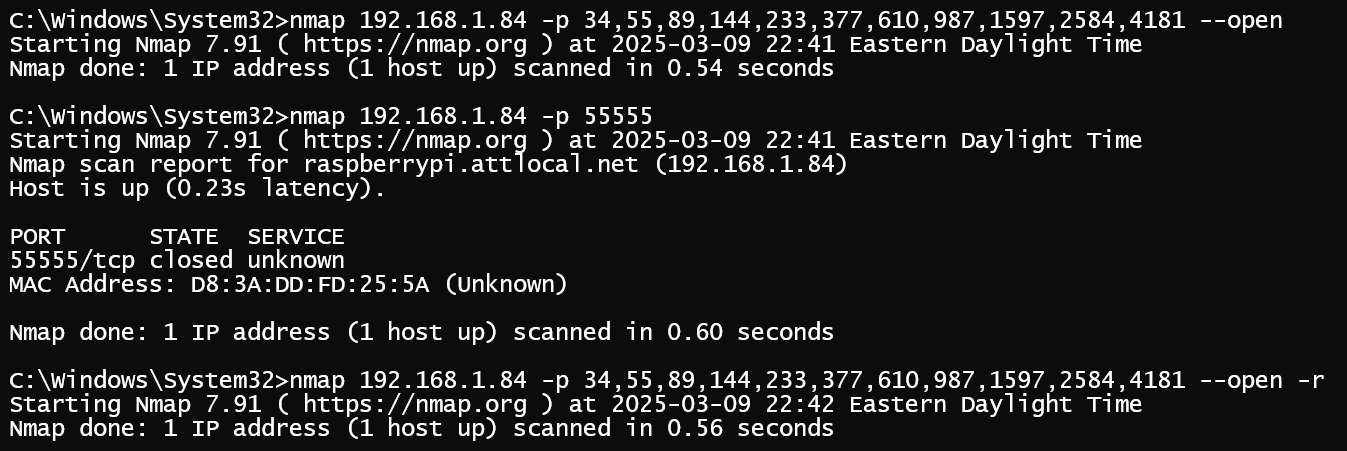 C:\Windows\System32>nmap 192.168.1.84 -p 34,55,89,144,233,377,610,987,1597,2584,4181 --open
Starting Nmap 7.91 ( https://nmap.org ) at 2025-03-09 22:41 Eastern Daylight Time
Nmap done: 1 IP address (1 host up) scanned in 0.54 seconds
C:\Windows\System32>nmap 192.168.1.84 -p 55555
Starting Nmap 7.91 ( https://nmap.org ) at 2025-03-09 22:41 Eastern Daylight Time
Nmap scan report for raspberrypi.attlocal.net (192.168.1.84)
Host is up (0.23s latency).
PORT      STATE  SERVICE
55555/tcp closed unknown
MAC Address: D8:3A:DD:FD:25:5A (Unknown)
Nmap done: 1 IP address (1 host up) scanned in 0.60 seconds
C:\Windows\System32>nmap 192.168.1.84 -p 34,55,89,144,233,377,610,987,1597,2584,4181 --open -r
Starting Nmap 7.91 ( https://nmap.org ) at 2025-03-09 22:42 Eastern Daylight Time
Nmap done: 1 IP address (1 host up) scanned in 0.56 seconds